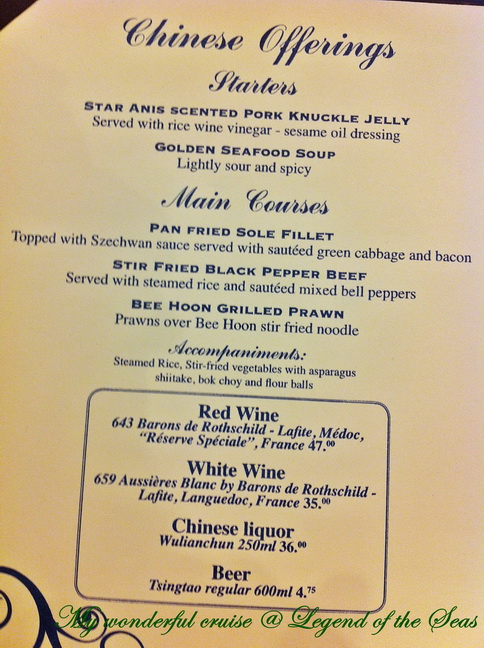 Chinese Offerings
Starters
Star Anis scented Pork Knuckle Jelly
Served with rice wine vinegar - sesame oil dressing
Golden Seafood Soup
Lightly sour and spicy
Main Courses
Pan fried Sole Fillet
Topped with Szechwan sauce served with sautéed green cabbage and bacon
Stir Fried Black Pepper Beef
Served with steamed rice and sautéed mixed bell peppers
Bee Hoon Grilled Prawn
Prawns over Bee Hoon stir fried noodle
Accompaniments:
Steamed Rice, Stir-fried vegetables with asparagus
shiitake, bok choy and flour balls
Red Wine
643 Barons de Rothschild - Lafite, Médoc,
"Réserve Spéciale", France 47.00
White Wine
659 Aussières Blanc by Barons de Rothschild -
Lafite, Languedoc, France 35.00
Chinese liquor
Wulianchun 250ml 36.00
Beer
Tsingtao regular 600ml 4.75
My wonderful cruise @ Legend of the Seas